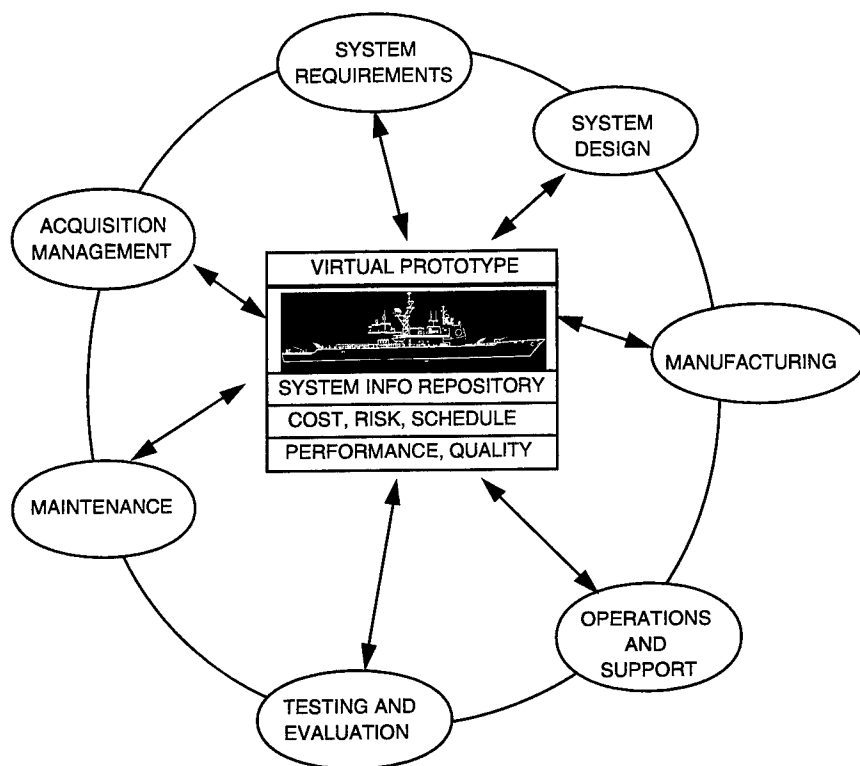 SYSTEM
REQUIREMENTS
SYSTEM
DESIGN
ACQUISITION
MANAGEMENT
VIRTUAL PROTOTYPE
MANUFACTURING
SYSTEM INFO REPOSITORY
COST, RISK, SCHEDULE
PERFORMANCE, QUALITY
MAINTENANCE
OPERATIONS
AND
SUPPORT
TESTING AND
EVALUATION